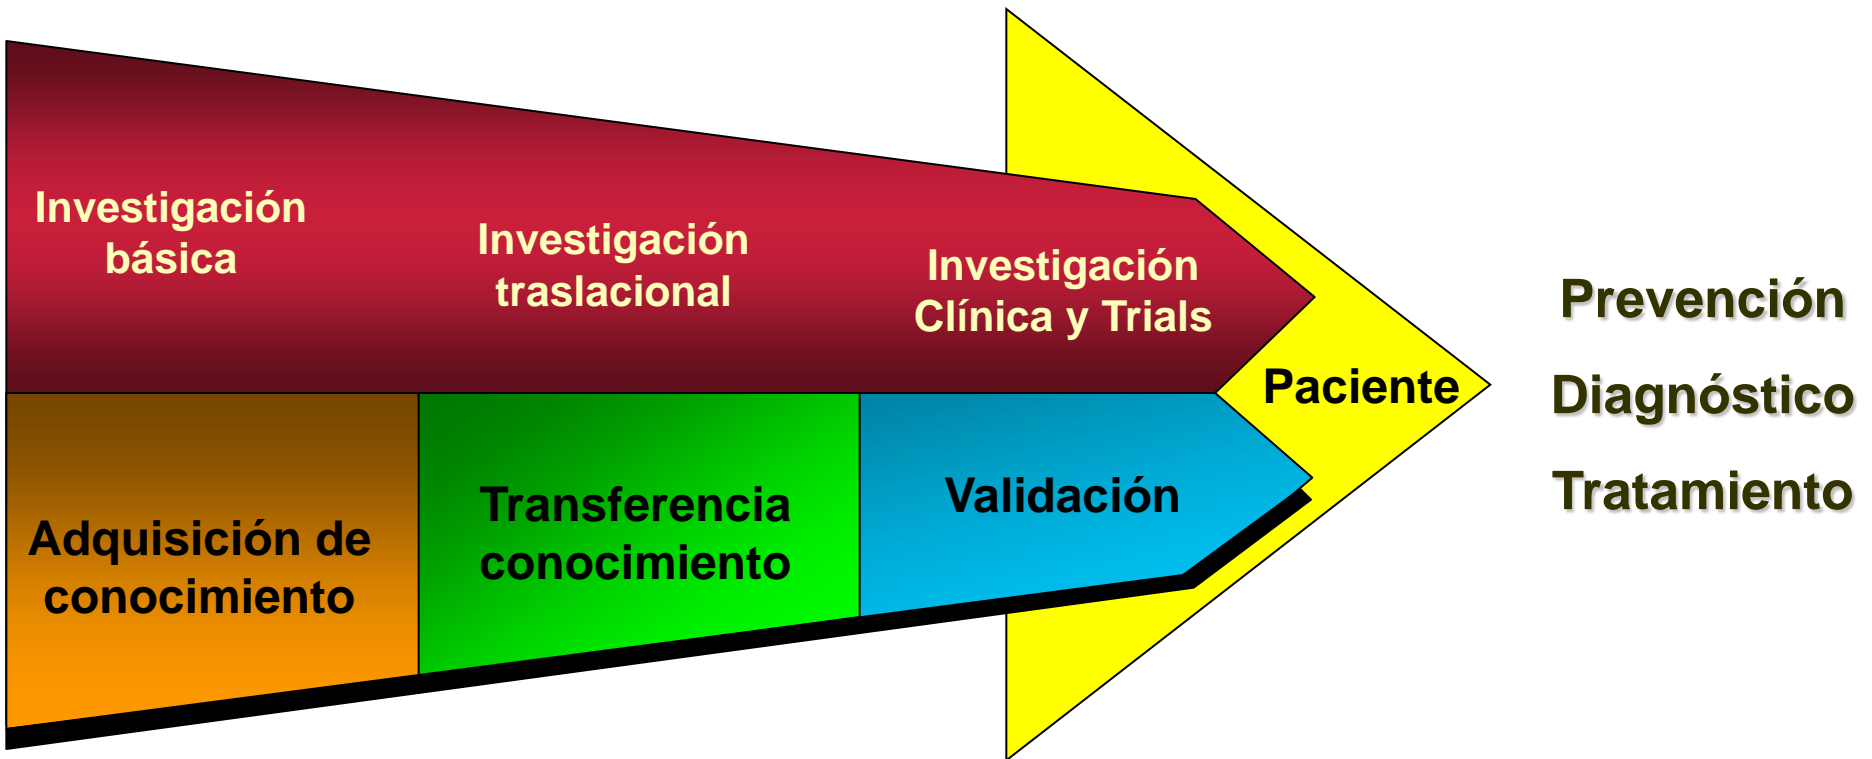 Investigación
básica
Investigación
traslacional
Investigación
Clínica y Trials
Adquisición de
conocimiento
Transferencia
conocimiento
Validación
Paciente
Prevención
Diagnóstico
Tratamiento